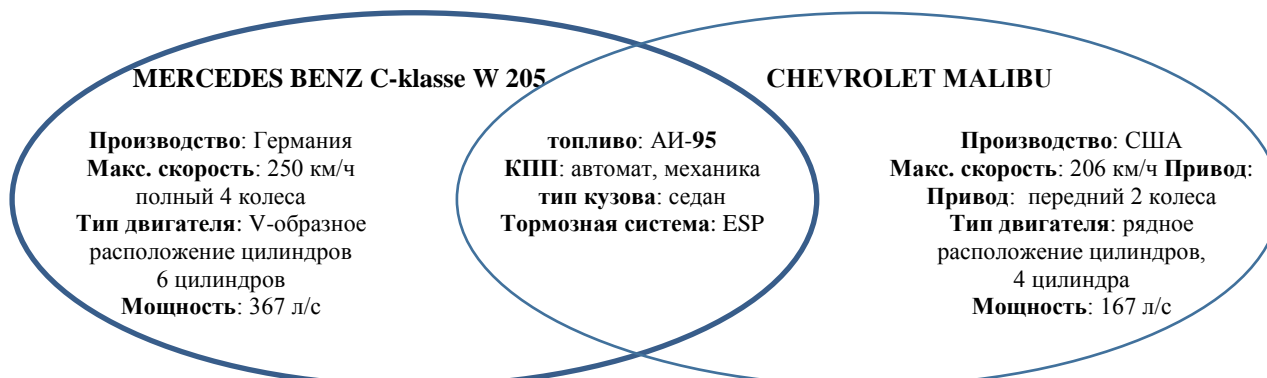 MERCEDES BENZ C-klasse W 205
Производство: Германия
Макс. скорость: 250 км/ч
полный 4 колеса
Тип двигателя: V-образное
расположение цилиндров
6 цилиндров
Мощность: 367 л/с
топливо: АИ-95
КПП: автомат, механика
тип кузова: седан
Тормозная система: ESP
CHEVROLET MALIBU
Производство: США
Макс. скорость: 206 км/ч Привод:
Привод: передний 2 колеса
Тип двигателя: рядное
расположение цилиндров,
4 цилиндра
Мощность: 167 л/с